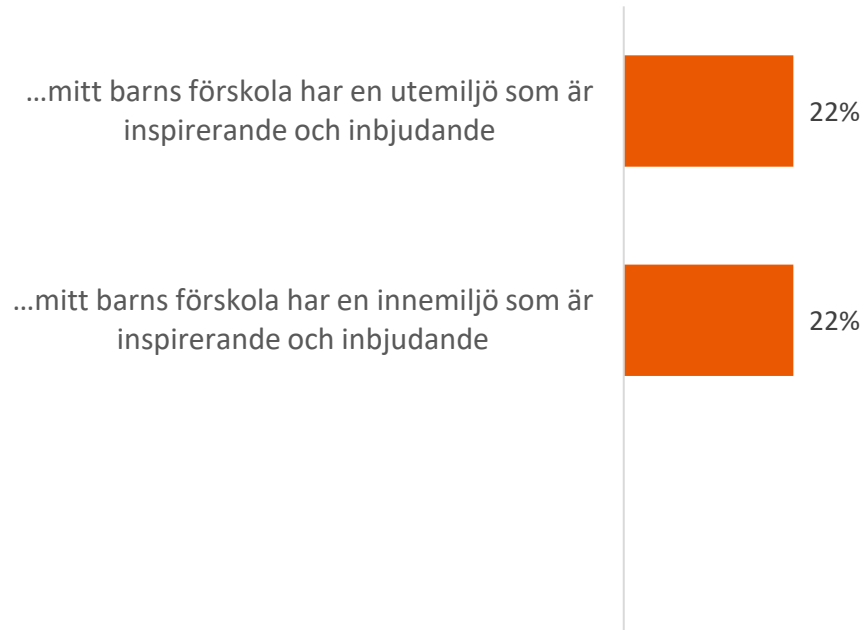 ...mitt barns förskola har en utemiljö som är
inspirerande och inbjudande
22%
...mitt barns förskola har en innemiljö som är
inspirerande och inbjudande
22%